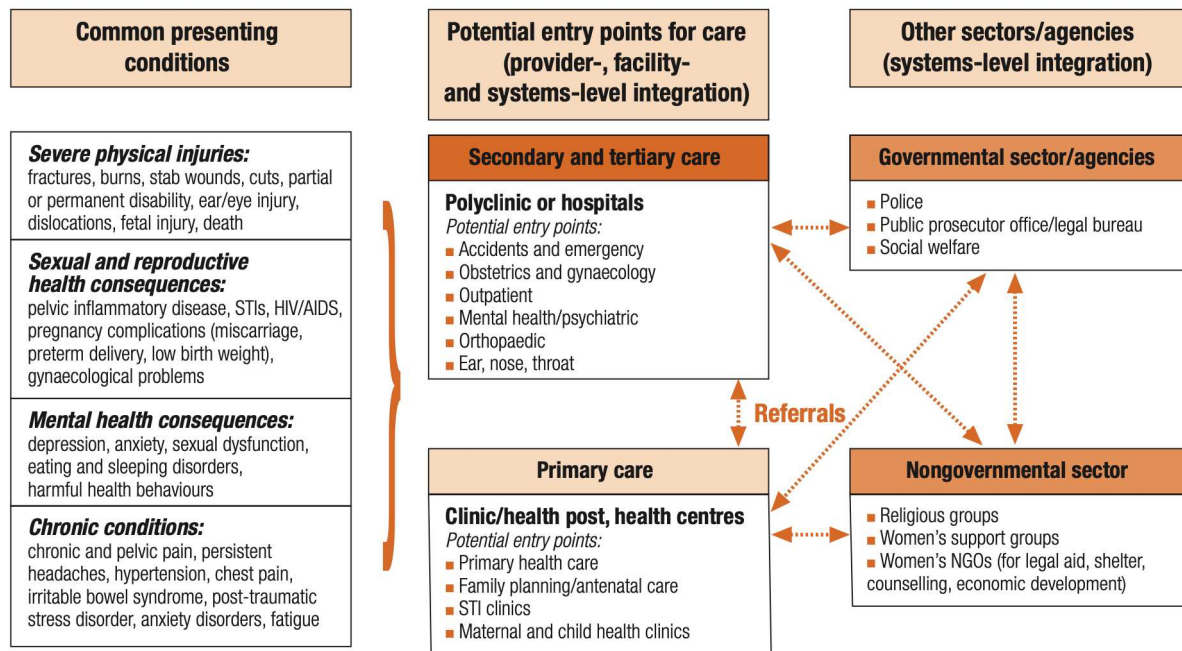 Common presenting
conditions
Severe physical injuries:
fractures, burns, stab wounds, cuts, partial
or permanent disability, ear/eye injury,
dislocations, fetal injury, death
Sexual and reproductive
health consequences:
pelvic inflammatory disease, STIs, HIV/AIDS,
pregnancy complications (miscarriage,
preterm delivery, low birth weight),
gynaecological problems
Mental health consequences:
depression, anxiety, sexual dysfunction,
eating and sleeping disorders,
harmful health behaviours
Chronic conditions:
chronic and pelvic pain, persistent
headaches, hypertension, chest pain,
irritable bowel syndrome, post-traumatic
stress disorder, anxiety disorders, fatigue
Potential entry points for care
(provider-, facility-
and systems-level integration)
Secondary and tertiary care
Polyclinic or hospitals
Potential entry points:
■ Accidents and emergency
■ Obstetrics and gynaecology
■ Outpatient
■ Mental health/psychiatric
■ Orthopaedic
■ Ear, nose, throat
Referrals
Primary care
Clinic/health post, health centres
Potential entry points:
■ Primary health care
■ Family planning/antenatal care
■ STI clinics
■ Maternal and child health clinics
Other sectors/agencies
(systems-level integration)
Governmental sector/agencies
■ Police
■ Public prosecutor office/legal bureau
■ Social welfare
Nongovernmental sector
■ Religious groups
■ Women's support groups
■ Women's NGOs (for legal aid, shelter,
counselling, economic development)